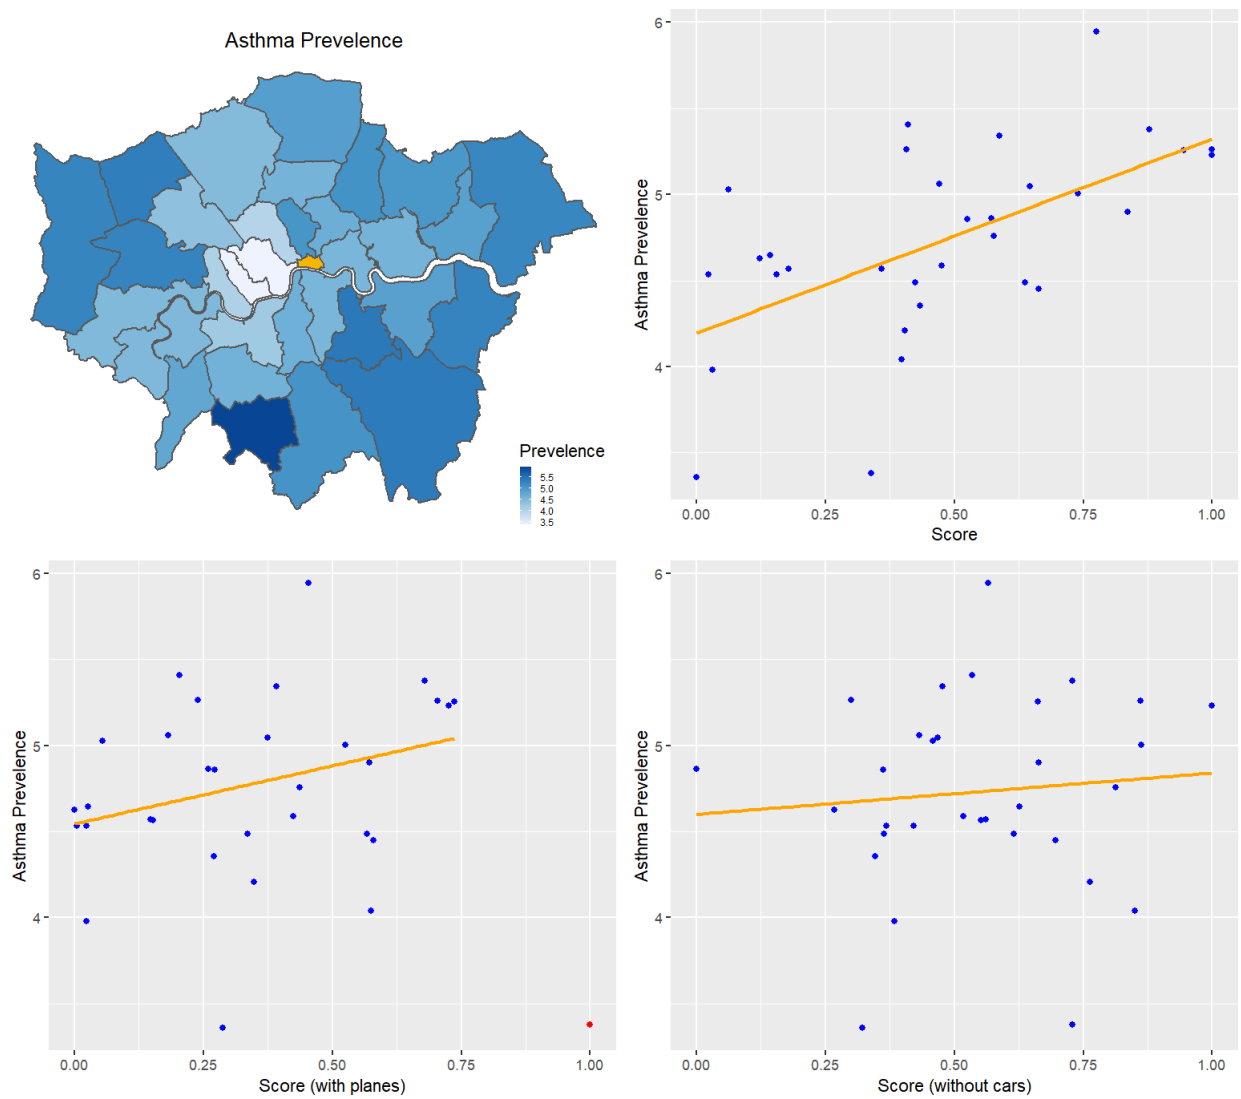 Asthma Prevelence
Prevelence
5.5
5.0
4.5
4.0
3.5
Asthma Prevelence
6
5
4
0.00 0.25 0.50 0.75 1.00
Score
Asthma Prevelence
6
5
4
0.00 0.25 0.50 0.75 1.00
Score (with planes)
Asthma Prevelence
6
5
4
0.00 0.25 0.50 0.75 1.00
Score (without cars)